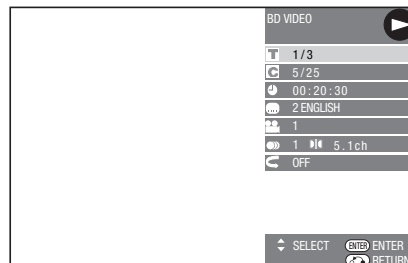 BD VIDEO
T 1/3
C 5/25
00:20:30
2 ENGLISH
1
1 5.1ch
OFF
SELECT ENTER ENTER
RETURN